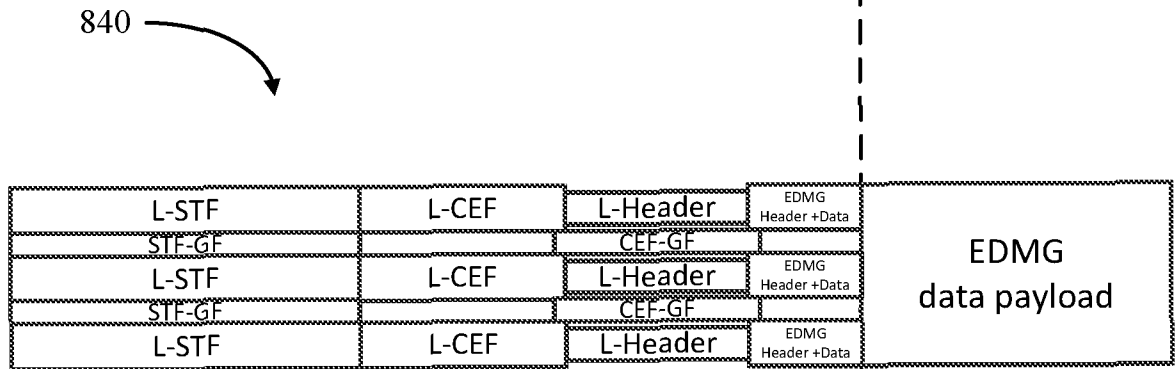 840
L-STF L-CEF L-Header EDMG
Header +Data
STF-GF CEF-GF
L-STF L-CEF L-Header EDMG
Header +Data
STF-GF CEF-GF
L-STF L-CEF L-Header EDMG
Header +Data
EDMG
data payload